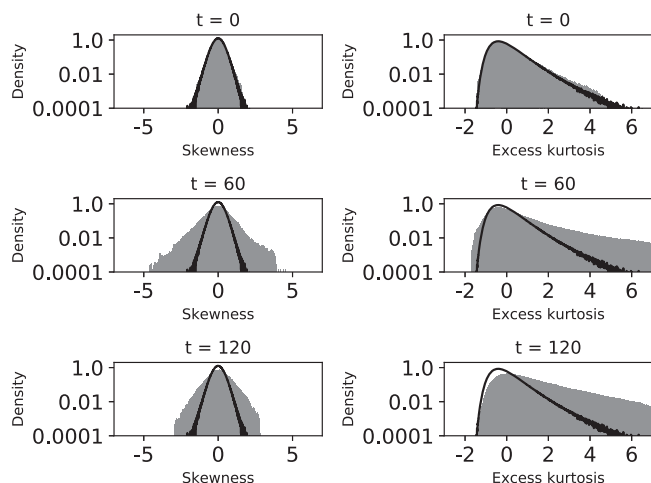 t = 0 t = 0
Density 1.0 0.01 0.0001 Density 1.0 0.01 0.0001
-5 0 5 -2 0 2 4 6
Skewness Excess kurtosis
t = 60 t = 60
Density 1.0 0.01 0.0001 Density 1.0 0.01 0.0001
-5 0 5 -2 0 2 4 6
Skewness Excess kurtosis
t = 120 t = 120
Density 1.0 0.01 0.0001 Density 1.0 0.01 0.0001
-5 0 5 -2 0 2 4 6
Skewness Excess kurtosis